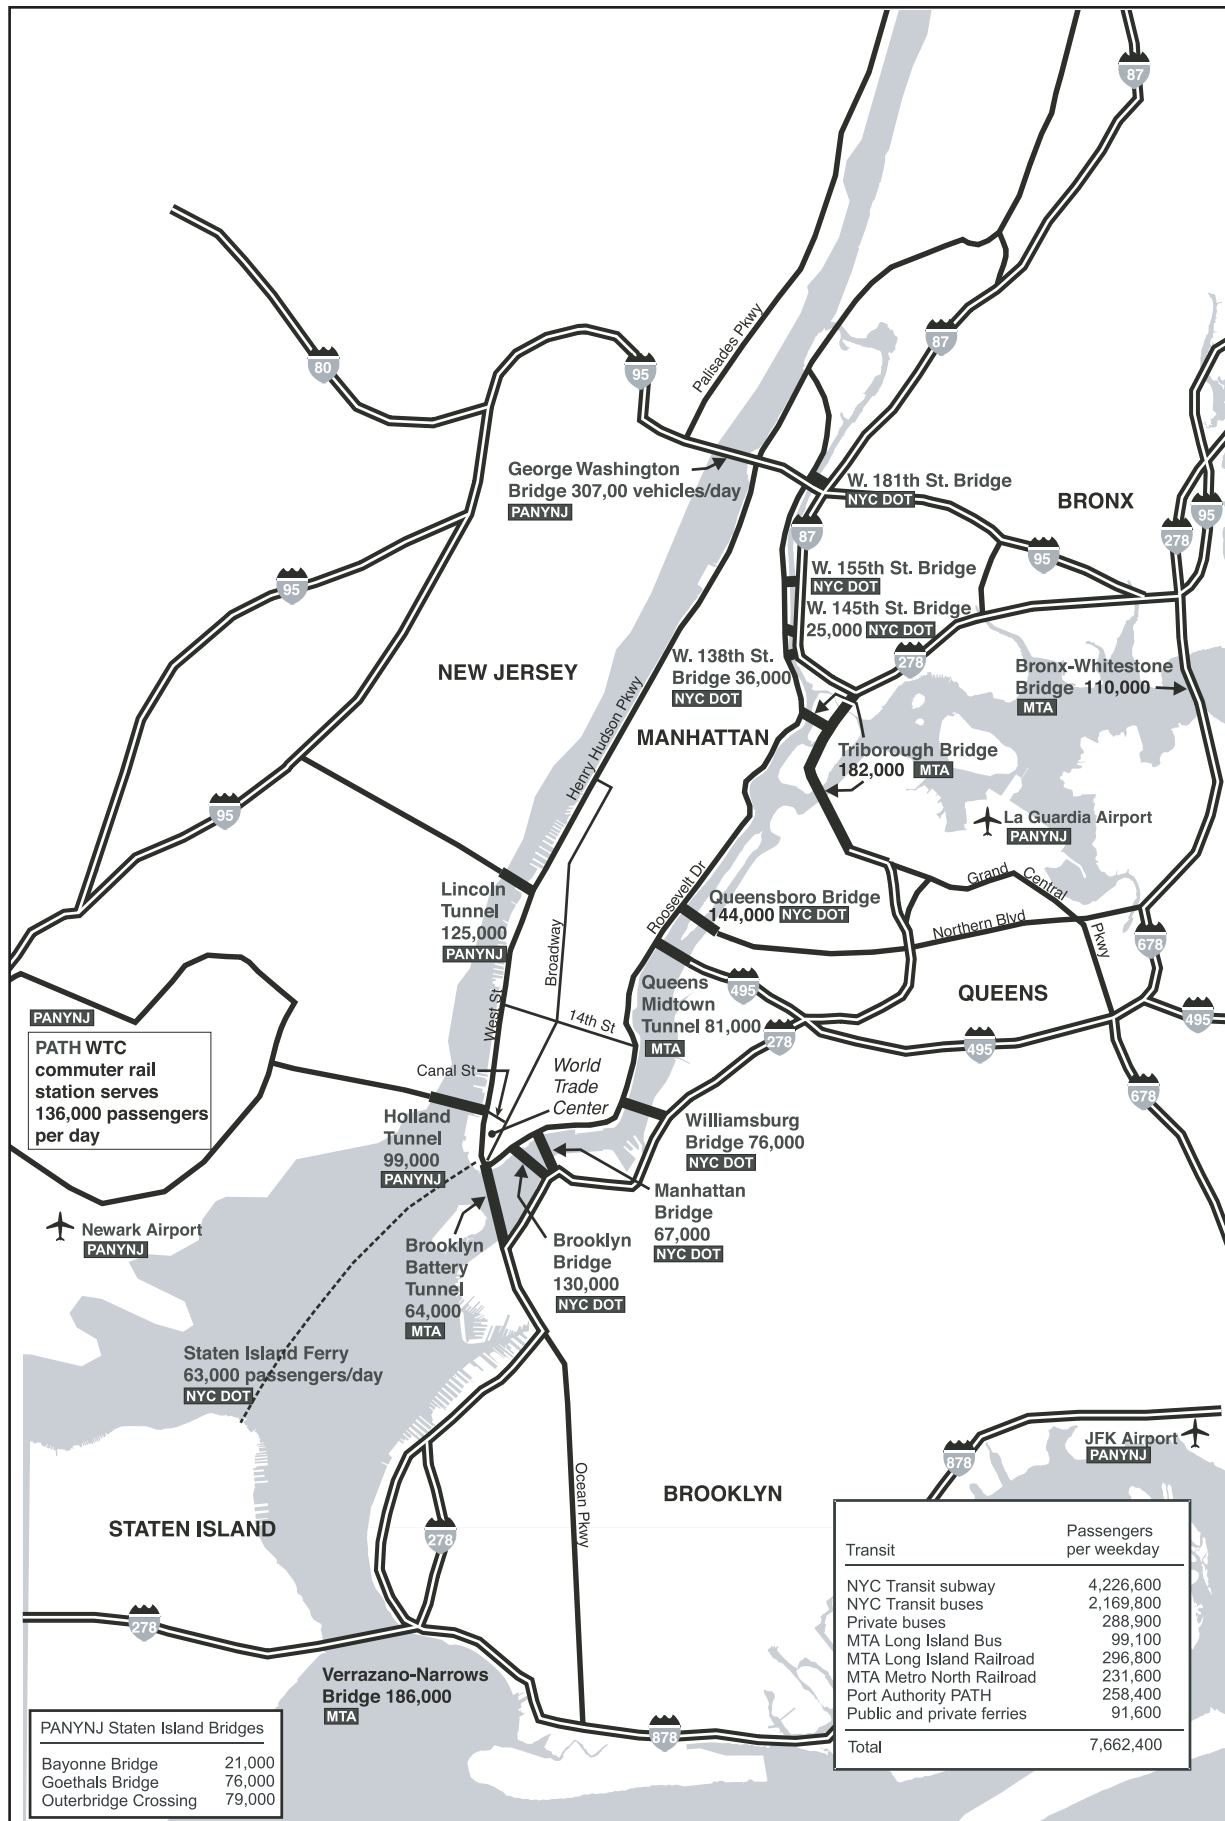 87
80
95
Palisades Pkwy
87
George Washington
Bridge 307,00 vehicles/day
PANYNJ
W. 181th St. Bridge
NYC DOT
BRONX
95
278
87
95
95
W. 155th St. Bridge
NYC DOT
W. 145th St. Bridge
25,000 NYC DOT
278
NEW JERSEY
W. 138th St.
Bridge 36,000
NYC DOT
Bronx-Whitestone
Bridge 110,000
MTA
Henry Hudson Pkwy
MANHATTAN
Triborough Bridge
182,000 MTA
95
La Guardia Airport
PANYNJ
Lincoln
Tunnel
125,000
PANYNJ
Roosevelt Dr
Grand Central Pkwy
Queensboro Bridge
144,000 NYC DOT
Northern Blvd
Broadway
678
West St
Queens
Midtown
Tunnel 81,000
MTA
495
QUEENS
495
14th St
278
495
PANYNJ
PATH WTC
commuter rail
station serves
136,000 passengers
per day
Canal St
World
Trade
Center
678
Holland
Tunnel
99,000
PANYNJ
Williamsburg
Bridge 76,000
NYC DOT
Manhattan
Bridge
67,000
NYC DOT
Newark Airport
PANYNJ
Brooklyn
Battery
Tunnel
64,000
MTA
Brooklyn
Bridge
130,000
NYC DOT
Staten Island Ferry
63,000 passengers/day
NYC DOT
JFK Airport
PANYNJ
878
Ocean Pkwy
BROOKLYN
STATEN ISLAND
278
278
Verrazano-Narrows
Bridge 186,000
MTA
878
Transit Passengers
per weekday
NYC Transit subway 4,226,600
NYC Transit buses 2,169,800
Private buses 288,900
MTA Long Island Bus 99,100
MTA Long Island Railroad 296,800
MTA Metro North Railroad 231,600
Port Authority PATH 258,400
Public and private ferries 91,600
Total 7,662,400
PANYNJ Staten Island Bridges
Bayonne Bridge 21,000
Goethals Bridge 76,000
Outerbridge Crossing 79,000